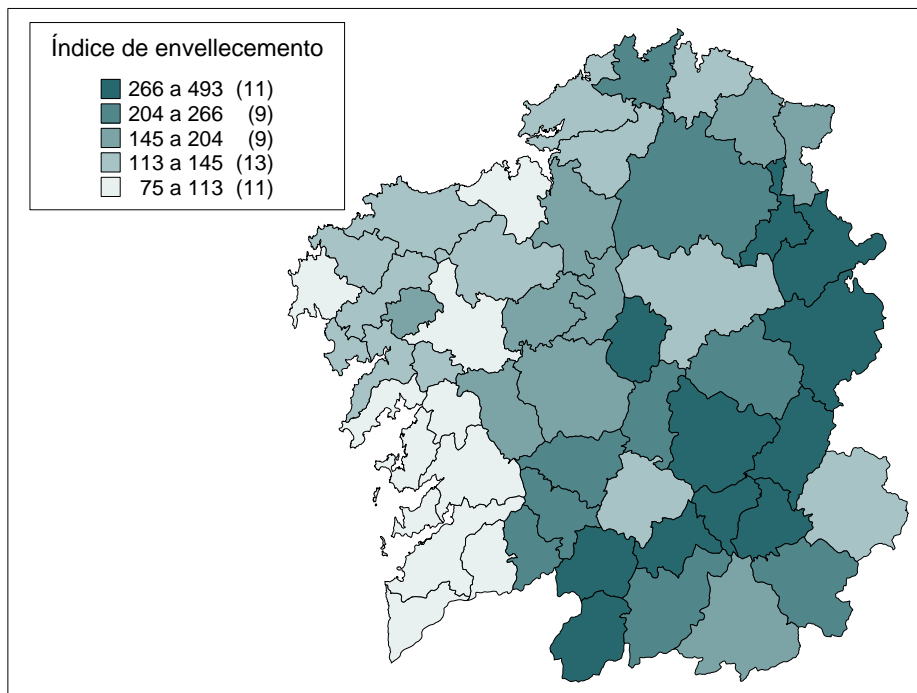 Índice de envellecemento
266 a 493 (11)
204 a 266 (9)
145 a 204 (9)
113 a 145 (13)
75 a 113 (11)